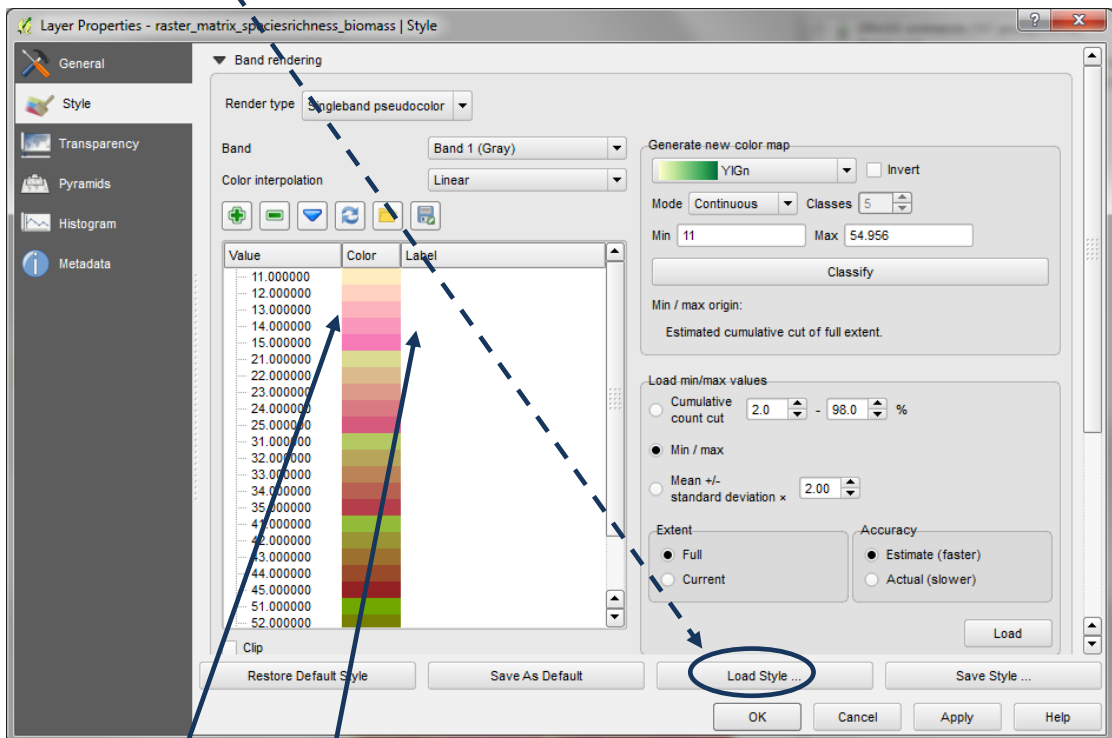 Layer Properties - raster_matrix_speciesrichness_biomass | Style
General
Style
Transparency
Pyramids
Histogram
Metadata
Band rendering
Render type Singleband pseudocolor
Band Band 1 (Gray)
Color interpolation Linear
Value Color Label
11.000000
12.000000
13.000000
14.000000
15.000000
21.000000
22.000000
23.000000
24.000000
25.000000
31.000000
32.000000
33.000000
34.000000
35.000000
41.000000
42.000000
43.000000
44.000000
45.000000
51.000000
52.000000
Clip
Generate new color map
YlGn Invert
Mode Continuous Classes 5
Min 11 Max 54.956
Classify
Min / max origin:
Estimated cumulative cut of full extent.
Load min/max values
Cumulative
count cut 2.0 - 98.0 %
Min / max
Mean +/-
standard deviation × 2.00
Extent
Full
Current
Accuracy
Estimate (faster)
Actual (slower)
Load
Restore Default Style Save As Default Load Style ... Save Style ...
OK Cancel Apply Help